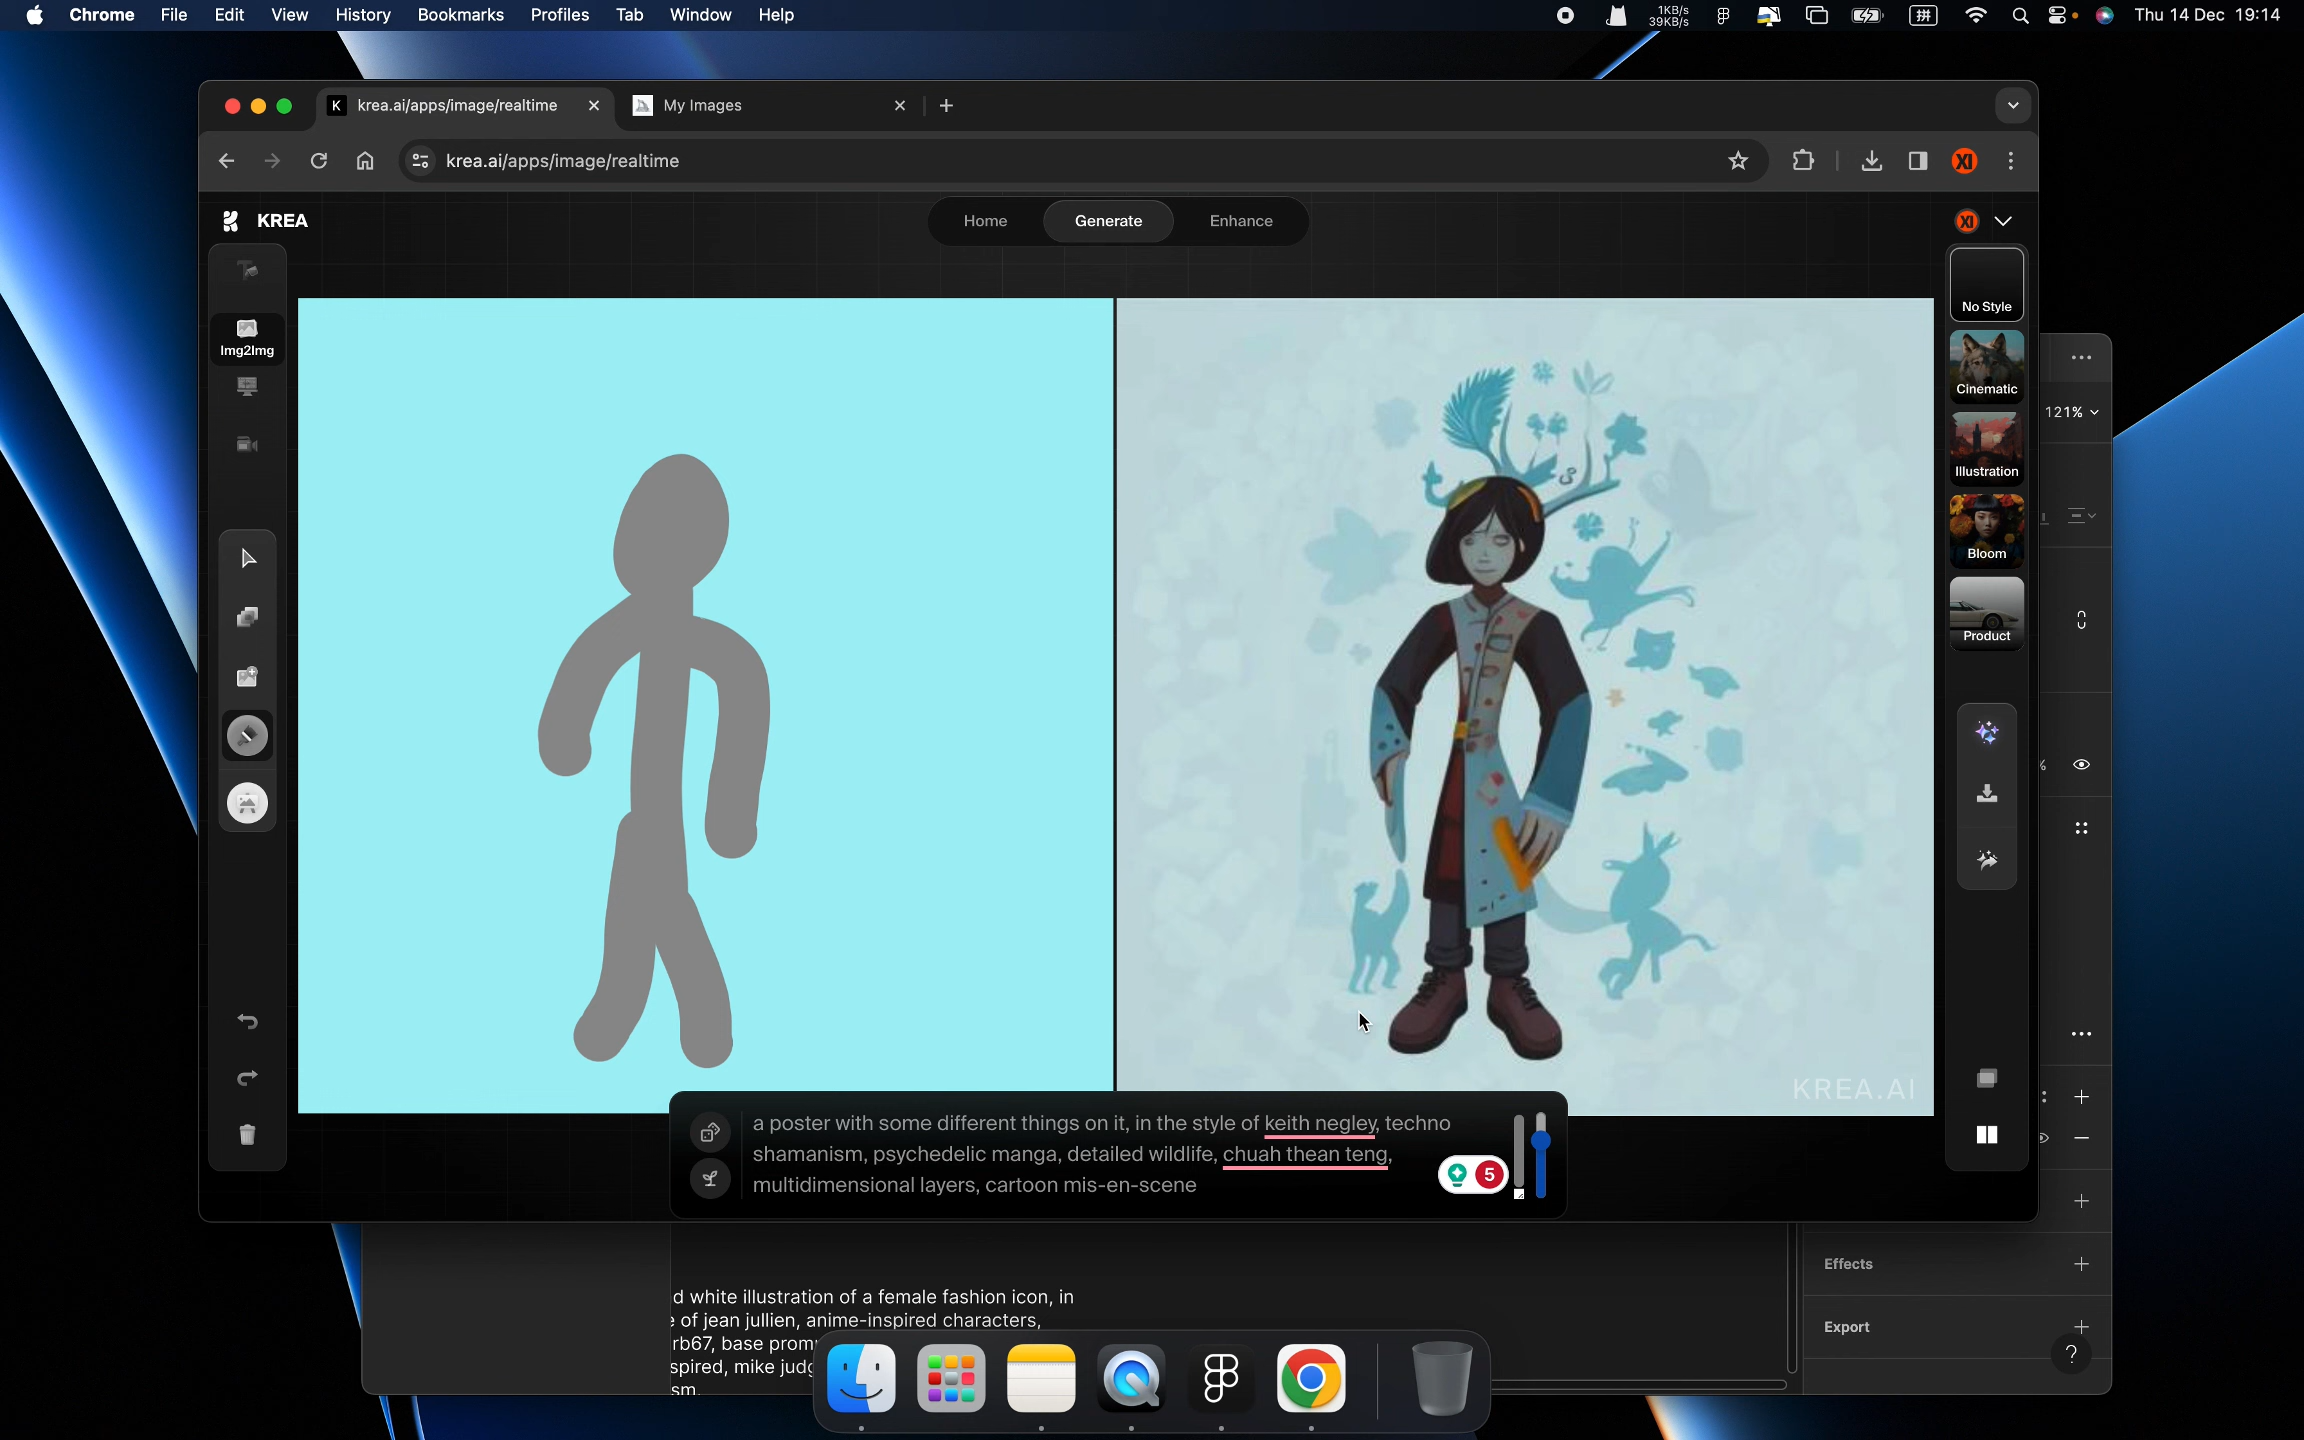 Chrome File Edit View History Bookmarks Profiles Tab Window Help
1KB/s
39KB/s
拼
Thu 14 Dec 19:14
krea.ai/apps/image/realtime
My Images
krea.ai/apps/image/realtime
XI
KREA
Home Generate Enhance
XI
Img2Img
No Style
Cinematic
Illustration
Bloom
Product
121%
%
KREA.AI
a poster with some different things on it, in the style of keith negley, techno
shamanism, psychedelic manga, detailed wildlife, chuah thean teng,
multidimensional layers, cartoon mis-en-scene
5
Effects
Export
?
d white illustration of a female fashion icon, in
e of jean jullien, anime-inspired characters,
rb67, base prom
spired, mike judg
sm.